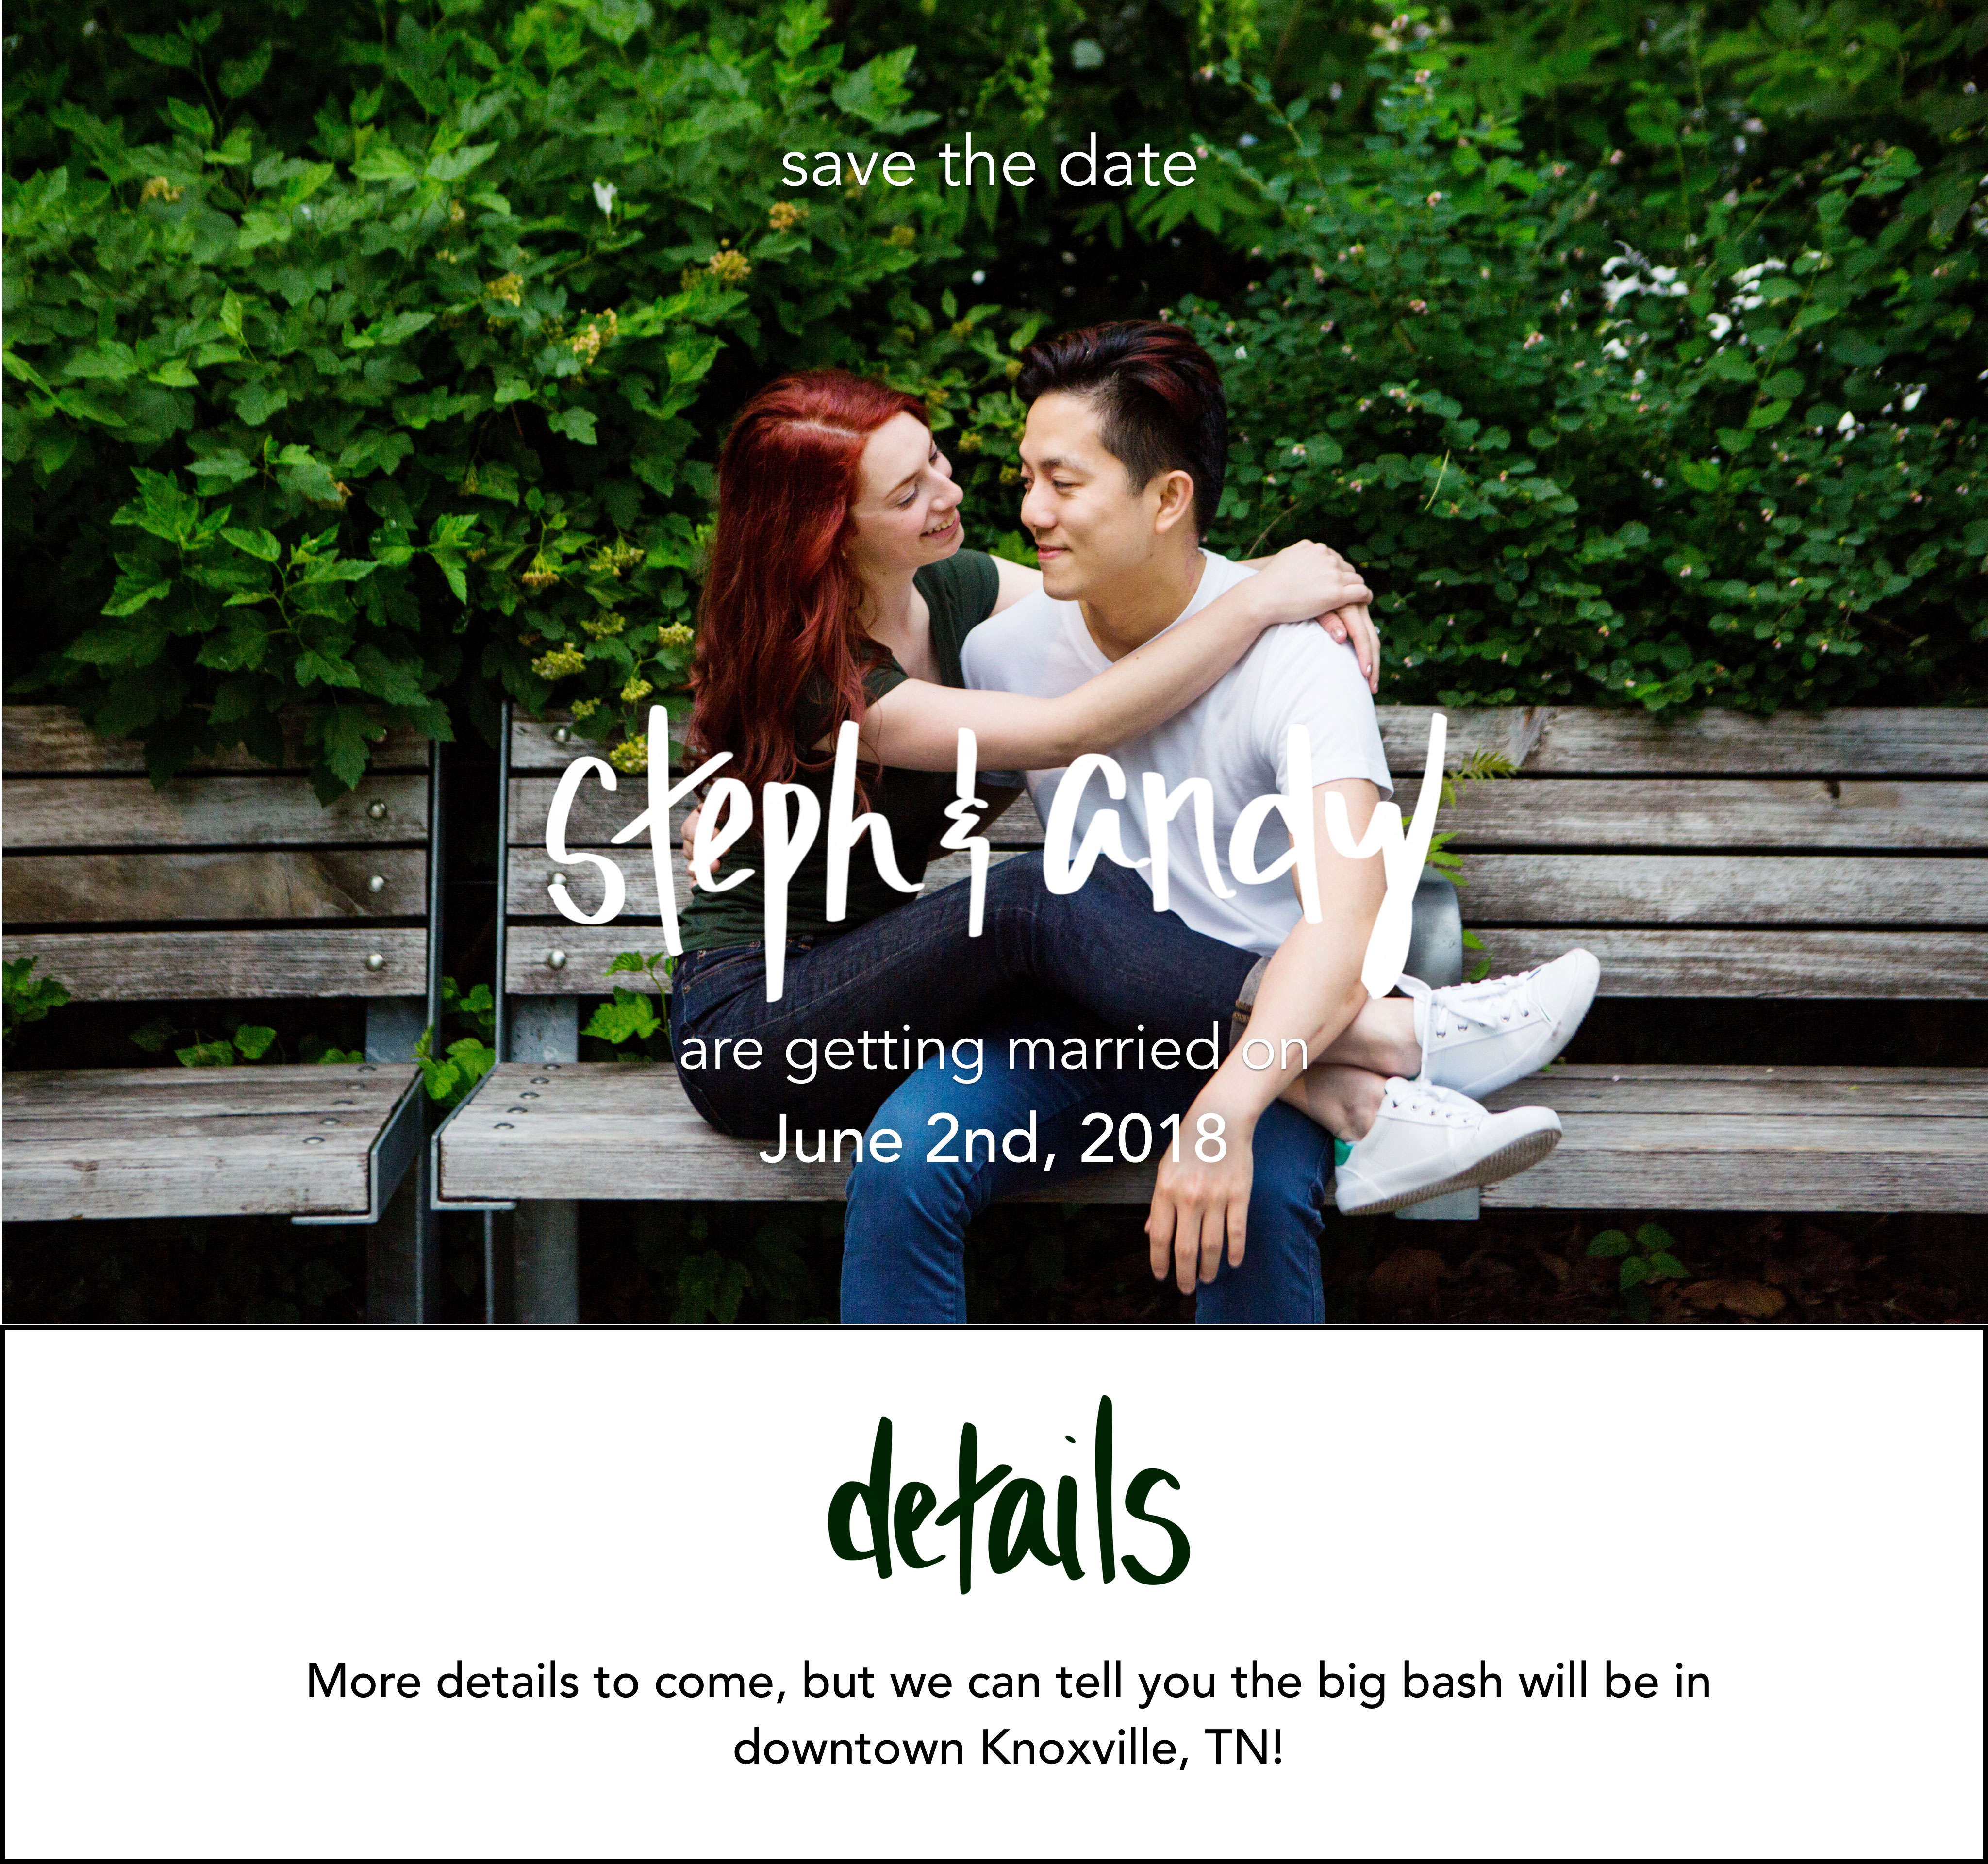 save the date
steph & andy
are getting married on
June 2nd, 2018
details
More details to come, but we can tell you the big bash will be in
downtown Knoxville, TN!